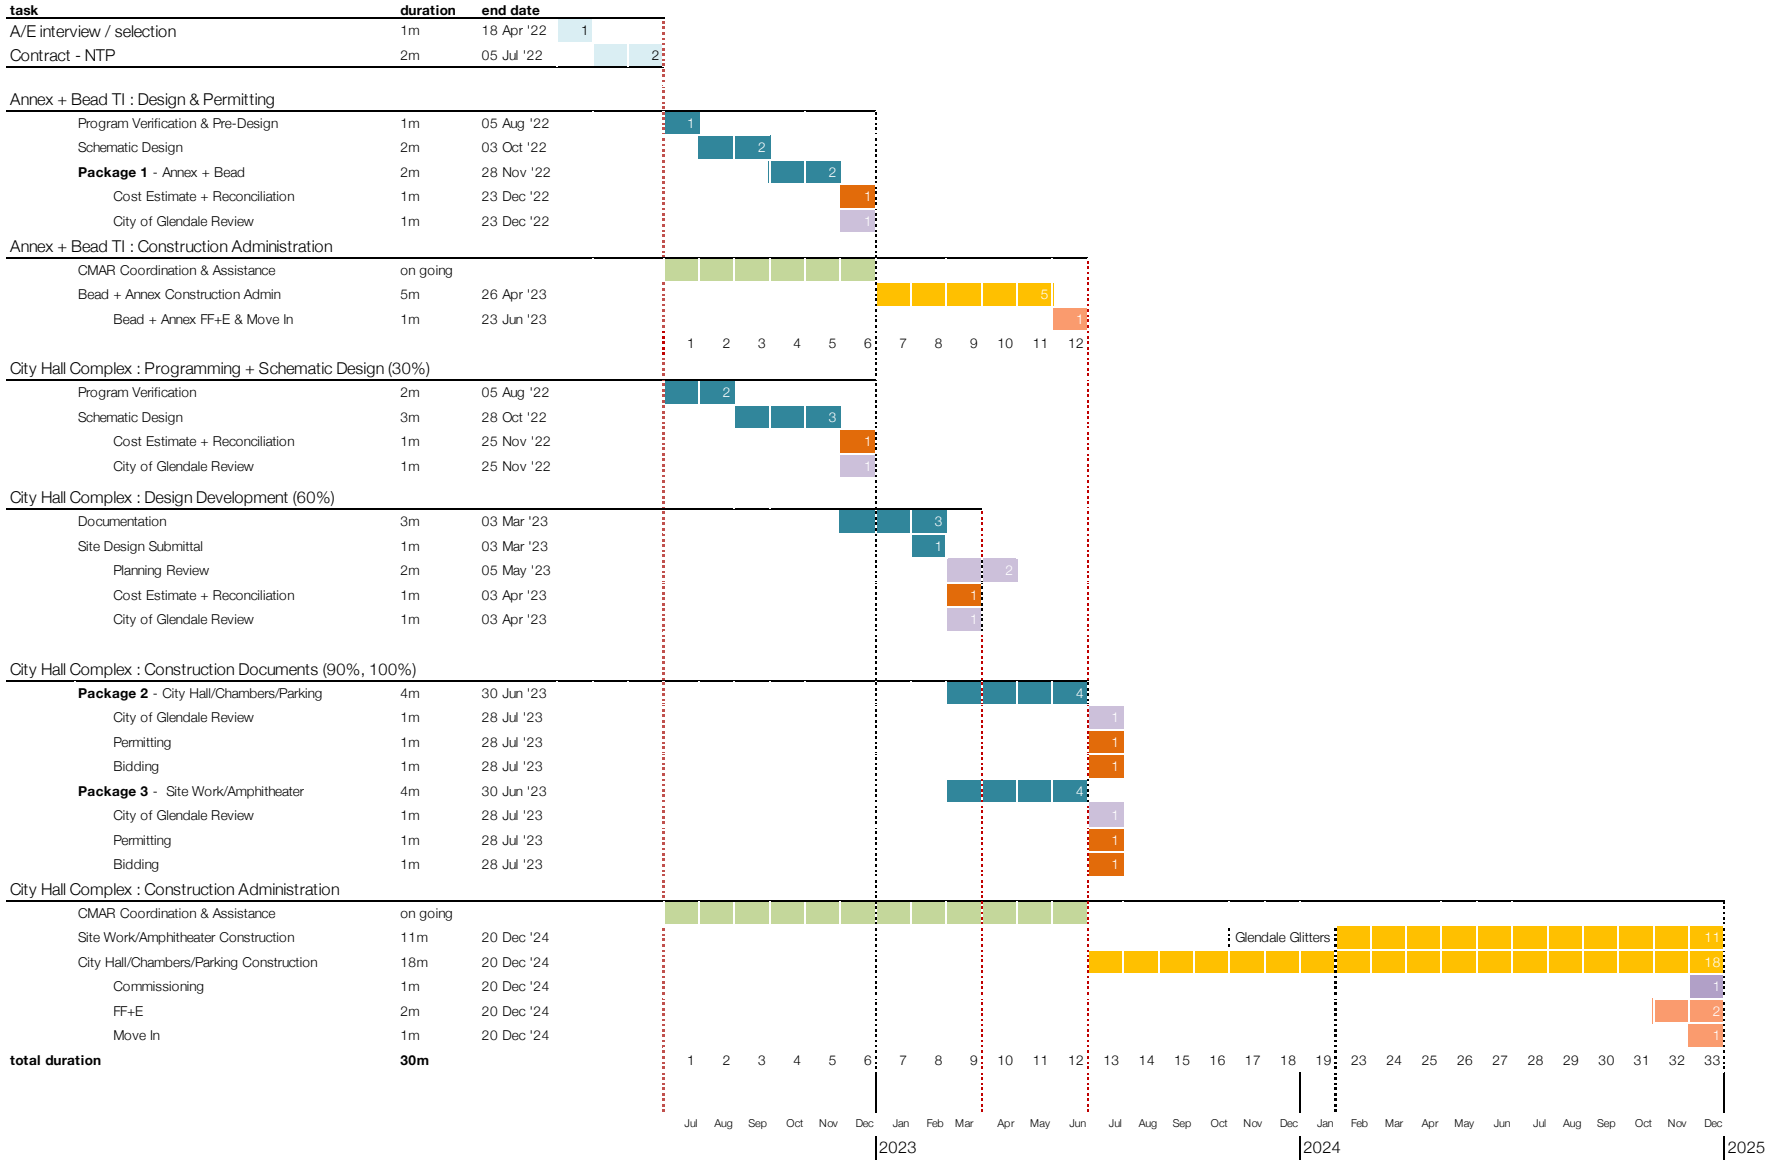 task duration end date
A/E interview / selection 1m 18 Apr '22 1
Contract - NTP 2m 05 Jul '22 2
Annex + Bead TI : Design & Permitting
Program Verification & Pre-Design 1m 05 Aug '22 1
Schematic Design 2m 03 Oct '22 2
Package 1 - Annex + Bead 2m 28 Nov '22 2
Cost Estimate + Reconciliation 1m 23 Dec '22 1
City of Glendale Review 1m 23 Dec '22 1
Annex + Bead TI : Construction Administration
CMAR Coordination & Assistance on going
Bead + Annex Construction Admin 5m 26 Apr '23 5
Bead + Annex FF+E & Move In 1m 23 Jun '23 1
1 2 3 4 5 6 7 8 9 10 11 12
City Hall Complex : Programming + Schematic Design (30%)
Program Verification 2m 05 Aug '22 2
Schematic Design 3m 28 Oct '22 3
Cost Estimate + Reconciliation 1m 25 Nov '22 1
City of Glendale Review 1m 25 Nov '22 1
City Hall Complex : Design Development (60%)
Documentation 3m 03 Mar '23 3
Site Design Submittal 1m 03 Mar '23 1
Planning Review 2m 05 May '23 2
Cost Estimate + Reconciliation 1m 03 Apr '23 1
City of Glendale Review 1m 03 Apr '23 1
City Hall Complex : Construction Documents (90%, 100%)
Package 2 - City Hall/Chambers/Parking 4m 30 Jun '23 4
City of Glendale Review 1m 28 Jul '23 1
Permitting 1m 28 Jul '23 1
Bidding 1m 28 Jul '23 1
Package 3 - Site Work/Amphitheater 4m 30 Jun '23 4
City of Glendale Review 1m 28 Jul '23 1
Permitting 1m 28 Jul '23 1
Bidding 1m 28 Jul '23 1
City Hall Complex : Construction Administration
CMAR Coordination & Assistance on going
Site Work/Amphitheater Construction 11m 20 Dec '24 Glendale Glitters 11
City Hall/Chambers/Parking Construction 18m 20 Dec '24 18
Commissioning 1m 20 Dec '24 1
FF+E 2m 20 Dec '24 2
Move In 1m 20 Dec '24 1
total duration 30m 1 2 3 4 5 6 7 8 9 10 11 12 13 14 15 16 17 18 19 23 24 25 26 27 28 29 30 31 32 33
Jul Aug Sep Oct Nov Dec Jan Feb Mar Apr May Jun Jul Aug Sep Oct Nov Dec Jan Feb Mar Apr May Jun Jul Aug Sep Oct Nov Dec
2023 2024 2025